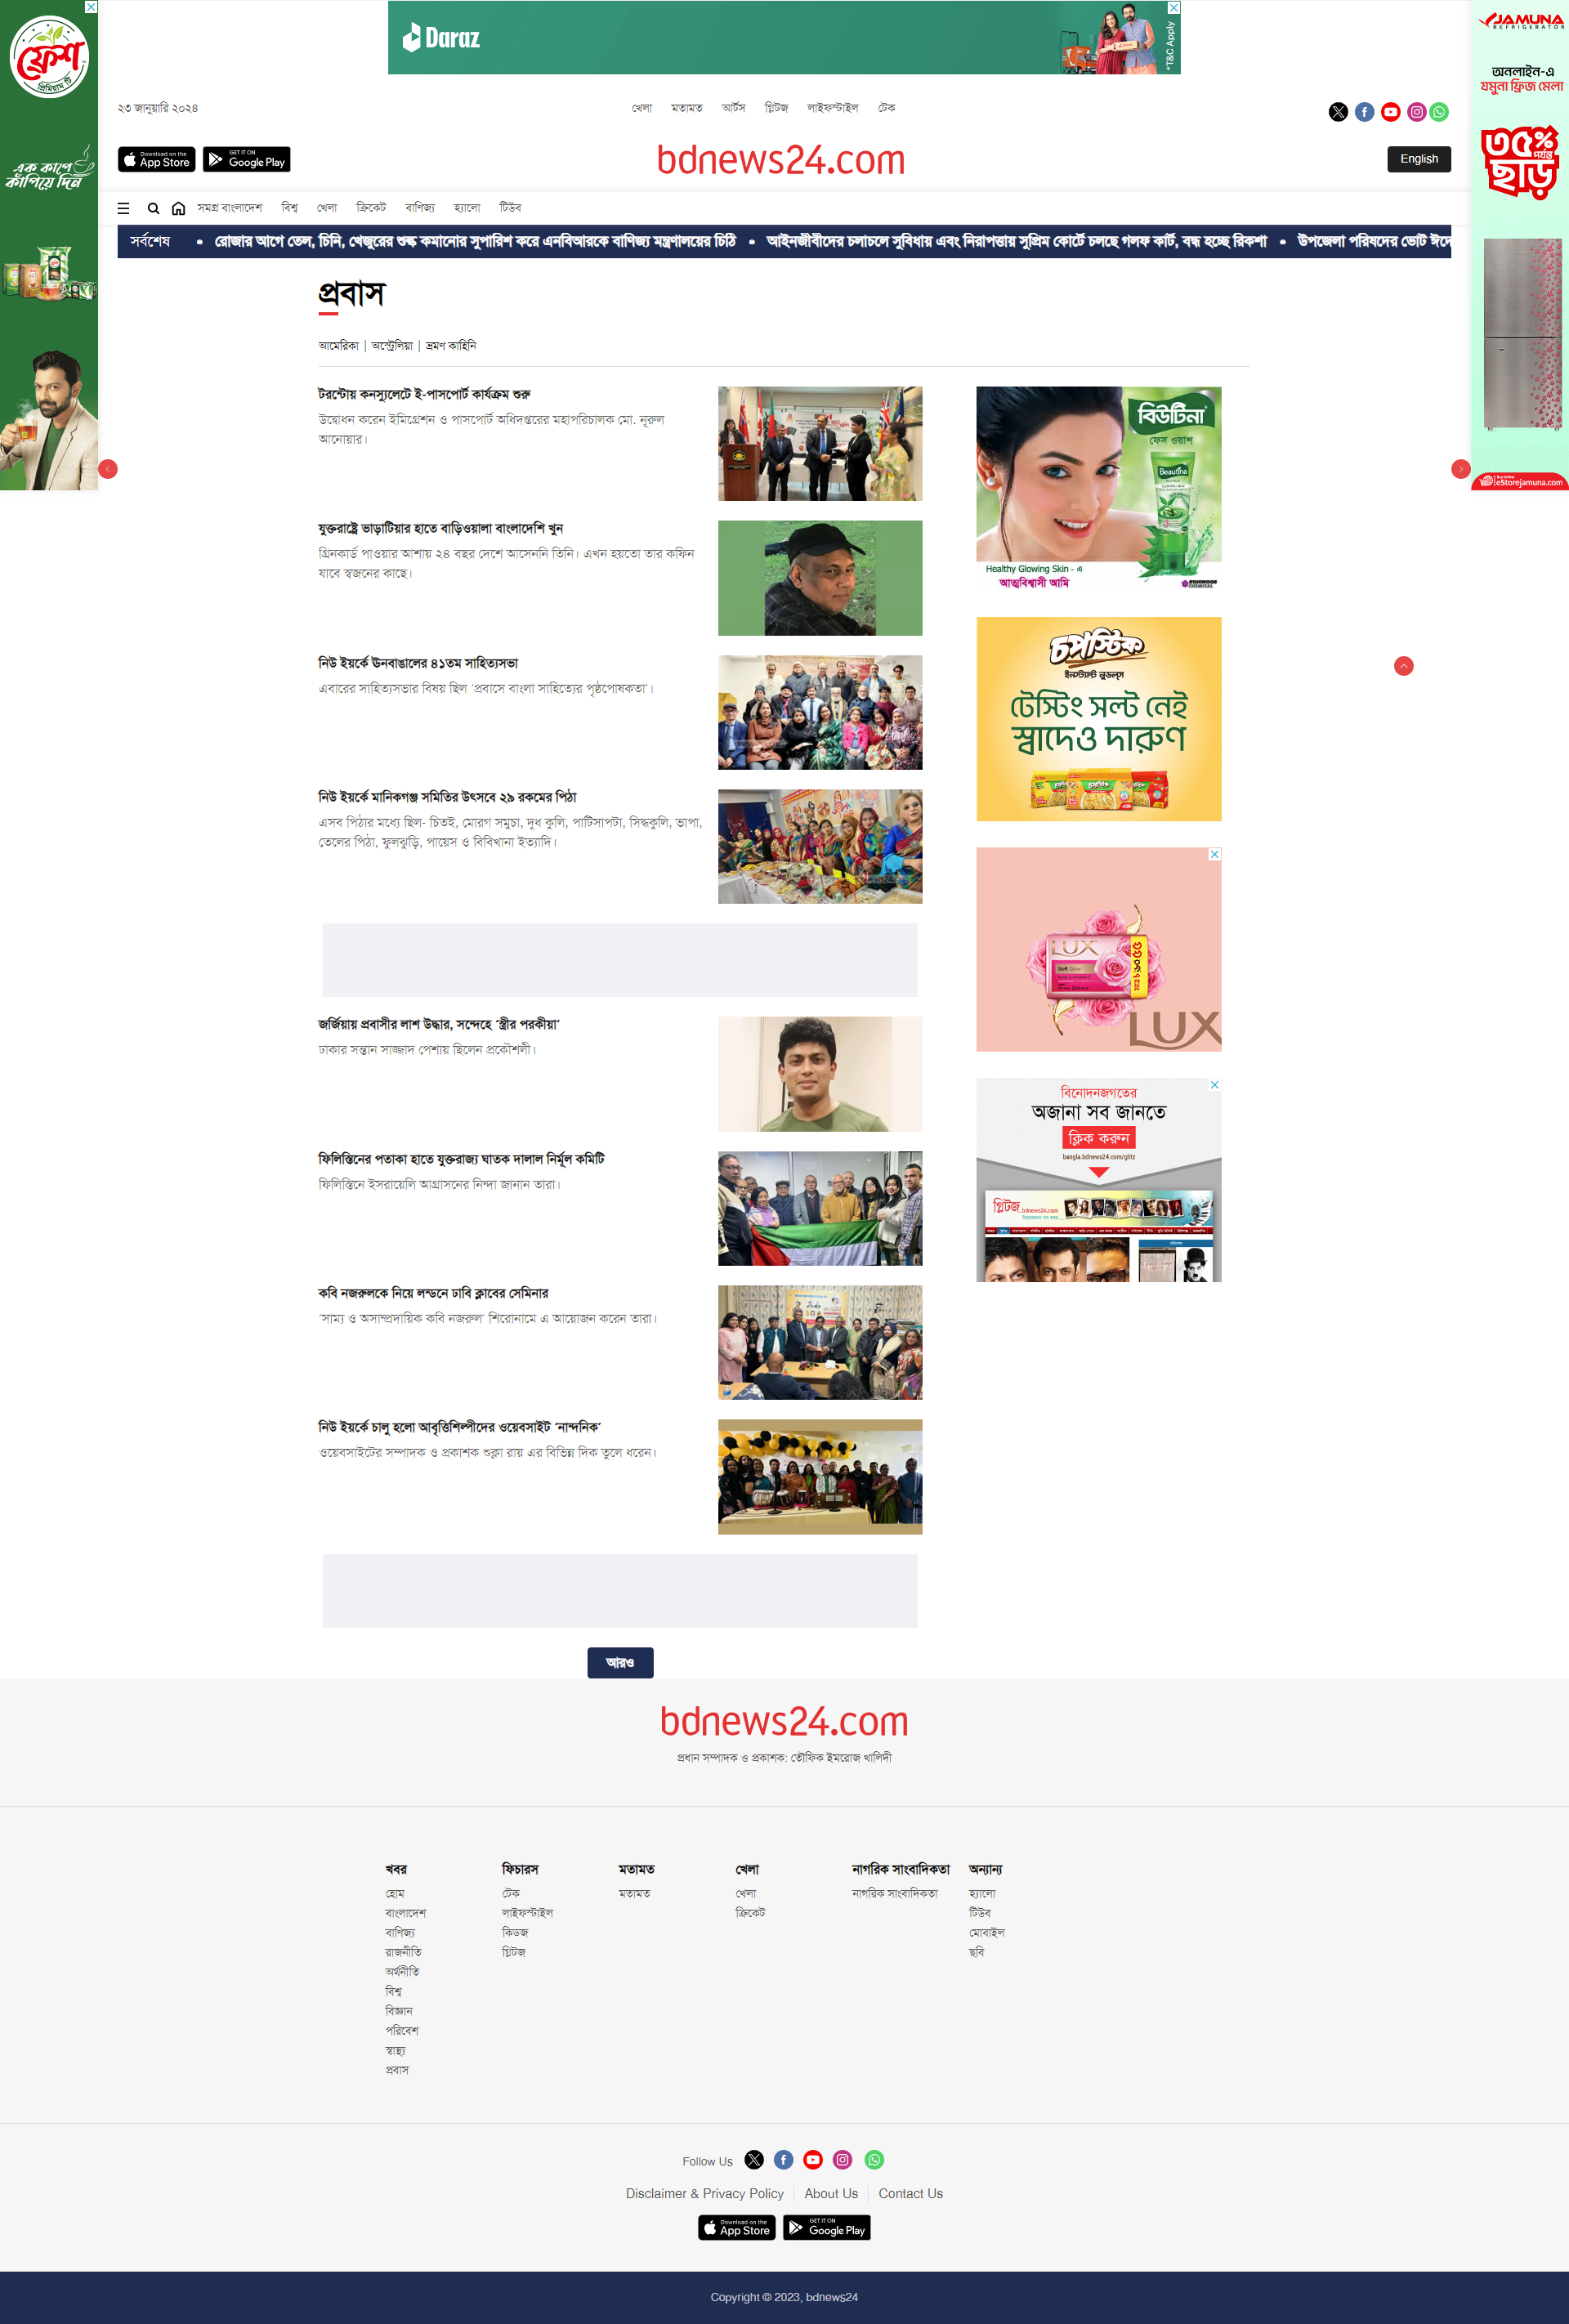 ফ্রেশ
প্রিমিয়াম টি
এক কাপে
কাঁপিয়ে দিন
Daraz
*T&C Apply
JAMUNA
REFRIGERATOR
অনলাইন-এ
যমুনা ফ্রিজ মেলা
৩৫%
পর্যন্ত
ছাড়
eStorejamuna.com
২৩ জানুয়ারি ২০২৪
খেলা মতামত আর্টস গ্লিটজ লাইফস্টাইল টেক
Download on the
App Store
GET IT ON
Google Play
bdnews24.com
English
সমগ্র বাংলাদেশ বিশ্ব খেলা ক্রিকেট বাণিজ্য হ্যালো টিউব
সর্বশেষ • রোজার আগে তেল, চিনি, খেজুরের শুল্ক কমানোর সুপারিশ করে এনবিআরকে বাণিজ্য মন্ত্রণালয়ের চিঠি • আইনজীবীদের চলাচলে সুবিধায় এবং নিরাপত্তায় সুপ্রিম কোর্টে চলছে গলফ কার্ট, বন্ধ হচ্ছে রিকশা • উপজেলা পরিষদের ভোট ঈদে
প্রবাস
আমেরিকা | অস্ট্রেলিয়া | ভ্রমণ কাহিনি
টরন্টোয় কনস্যুলেটে ই-পাসপোর্ট কার্যক্রম শুরু
উদ্বোধন করেন ইমিগ্রেশন ও পাসপোর্ট অধিদপ্তরের মহাপরিচালক মো. নূরুল
আনোয়ার।
যুক্তরাষ্ট্রে ভাড়াটিয়ার হাতে বাড়িওয়ালা বাংলাদেশি খুন
গ্রিনকার্ড পাওয়ার আশায় ২৪ বছর দেশে আসেননি তিনি। এখন হয়তো তার কফিন
যাবে স্বজনের কাছে।
নিউ ইয়র্কে ঊনবাঙালের ৪১তম সাহিত্যসভা
এবারের সাহিত্যসভার বিষয় ছিল ‘প্রবাসে বাংলা সাহিত্যের পৃষ্ঠপোষকতা’।
নিউ ইয়র্কে মানিকগঞ্জ সমিতির উৎসবে ২৯ রকমের পিঠা
এসব পিঠার মধ্যে ছিল- চিতই, মোরগ সমুচা, দুধ কুলি, পাটিসাপটা, সিদ্ধকুলি, ভাপা,
তেলের পিঠা, ফুলঝুড়ি, পায়েস ও বিবিখানা ইত্যাদি।
জর্জিয়ায় প্রবাসীর লাশ উদ্ধার, সন্দেহে ‘স্ত্রীর পরকীয়া’
ঢাকার সন্তান সাজ্জাদ পেশায় ছিলেন প্রকৌশলী।
ফিলিস্তিনের পতাকা হাতে যুক্তরাজ্য ঘাতক দালাল নির্মূল কমিটি
ফিলিস্তিনে ইসরায়েলি আগ্রাসনের নিন্দা জানান তারা।
কবি নজরুলকে নিয়ে লন্ডনে ঢাবি ক্লাবের সেমিনার
‘সাম্য ও অসাম্প্রদায়িক কবি নজরুল’ শিরোনামে এ আয়োজন করেন তারা।
নিউ ইয়র্কে চালু হলো আবৃত্তিশিল্পীদের ওয়েবসাইট ‘নান্দনিক’
ওয়েবসাইটের সম্পাদক ও প্রকাশক শুক্লা রায় এর বিভিন্ন দিক তুলে ধরেন।
বিউটিনা
ফেস ওয়াশ
Beautina
Healthy Glowing Skin - এ
আত্মবিশ্বাসী আমি
KOHINOOR
CHEMICAL
চপস্টিক
ইনস্ট্যান্ট নুডল্‌স
টেস্টিং সল্ট নেই
স্বাদেও দারুণ
LUX
Soft Glow
LUX
বিনোদনজগতের
অজানা সব জানতে
ক্লিক করুন
bangla.bdnews24.com/glitz
গ্লিটজ bdnews24.com
আরও
bdnews24.com
প্রধান সম্পাদক ও প্রকাশক: তৌফিক ইমরোজ খালিদী
খবর
হোম
বাংলাদেশ
বাণিজ্য
রাজনীতি
অর্থনীতি
বিশ্ব
বিজ্ঞান
পরিবেশ
স্বাস্থ্য
প্রবাস
ফিচারস
টেক
লাইফস্টাইল
কিডজ
গ্লিটজ
মতামত
মতামত
খেলা
খেলা
ক্রিকেট
নাগরিক সাংবাদিকতা
নাগরিক সাংবাদিকতা
অন্যান্য
হ্যালো
টিউব
মোবাইল
ছবি
Follow Us
Disclaimer & Privacy Policy About Us Contact Us
Download on the
App Store
GET IT ON
Google Play
Copyright © 2023, bdnews24